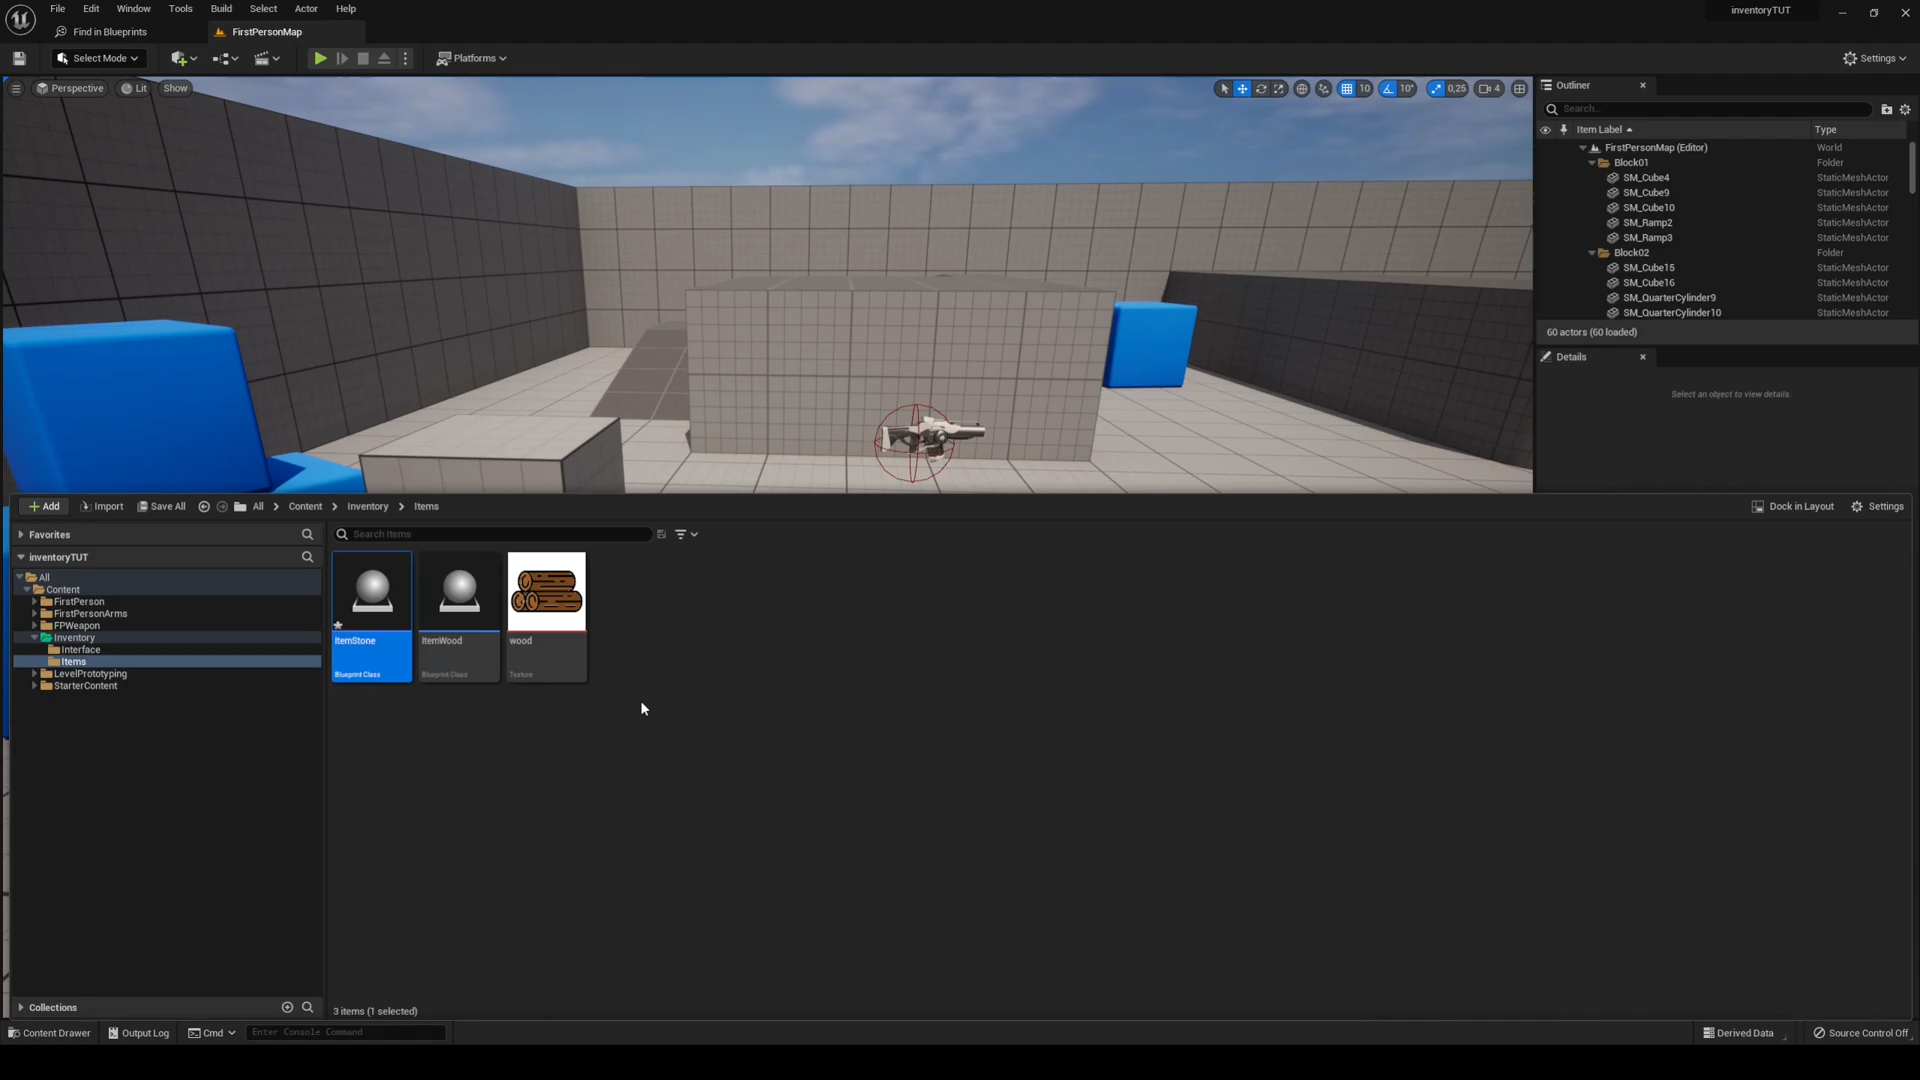 File Edit Window Tools Build Select Actor Help
inventoryTUT
Find in Blueprints
FirstPersonMap
Select Mode
Platforms
Settings
Perspective
Lit
Show
10
10°
0,25
4
Outliner
Search...
Item Label
Type
FirstPersonMap (Editor) World
Block01 Folder
SM_Cube4 StaticMeshActor
SM_Cube9 StaticMeshActor
SM_Cube10 StaticMeshActor
SM_Ramp2 StaticMeshActor
SM_Ramp3 StaticMeshActor
Block02 Folder
SM_Cube15 StaticMeshActor
SM_Cube16 StaticMeshActor
SM_QuarterCylinder9 StaticMeshActor
SM_QuarterCylinder10 StaticMeshActor
60 actors (60 loaded)
Details
Select an object to view details.
Add
Import
Save All
All
Content
Inventory
Items
Dock in Layout
Settings
Favorites
Search Items
inventoryTUT
All
Content
FirstPerson
FirstPersonArms
FPWeapon
Inventory
Interface
Items
LevelPrototyping
StarterContent
ItemStone
Blueprint Class
ItemWood
Blueprint Class
wood
Texture
Collections
3 items (1 selected)
Content Drawer
Output Log
Cmd
Enter Console Command
Derived Data
Source Control Off